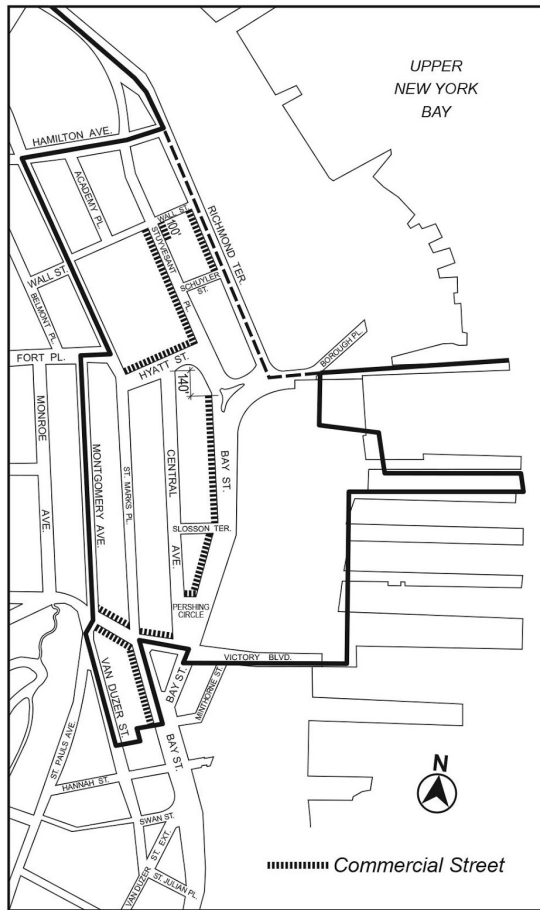 UPPER
NEW YORK
BAY
HAMILTON AVE.
ACADEMY PL.
WALL ST.
100'
RICHMOND TER.
STUYVESANT
PL.
SCHUYLER
ST.
WALL ST.
BELMONT
PL.
BOROUGH PL.
FORT PL.
HYATT ST.
140'
MONROE
AVE.
MONTGOMERY AVE.
ST. MARKS PL.
CENTRAL
AVE.
BAY ST.
SLOSSON TER.
PERSHING
CIRCLE
VICTORY BLVD.
VAN DUZER ST.
BAY ST.
MINTHORNE ST.
ST. PAULS AVE.
BAY ST.
HANNAH ST.
SWAN ST.
VAN DUZER
ST. EXT.
ST. JULIAN PL.
N
Commercial Street